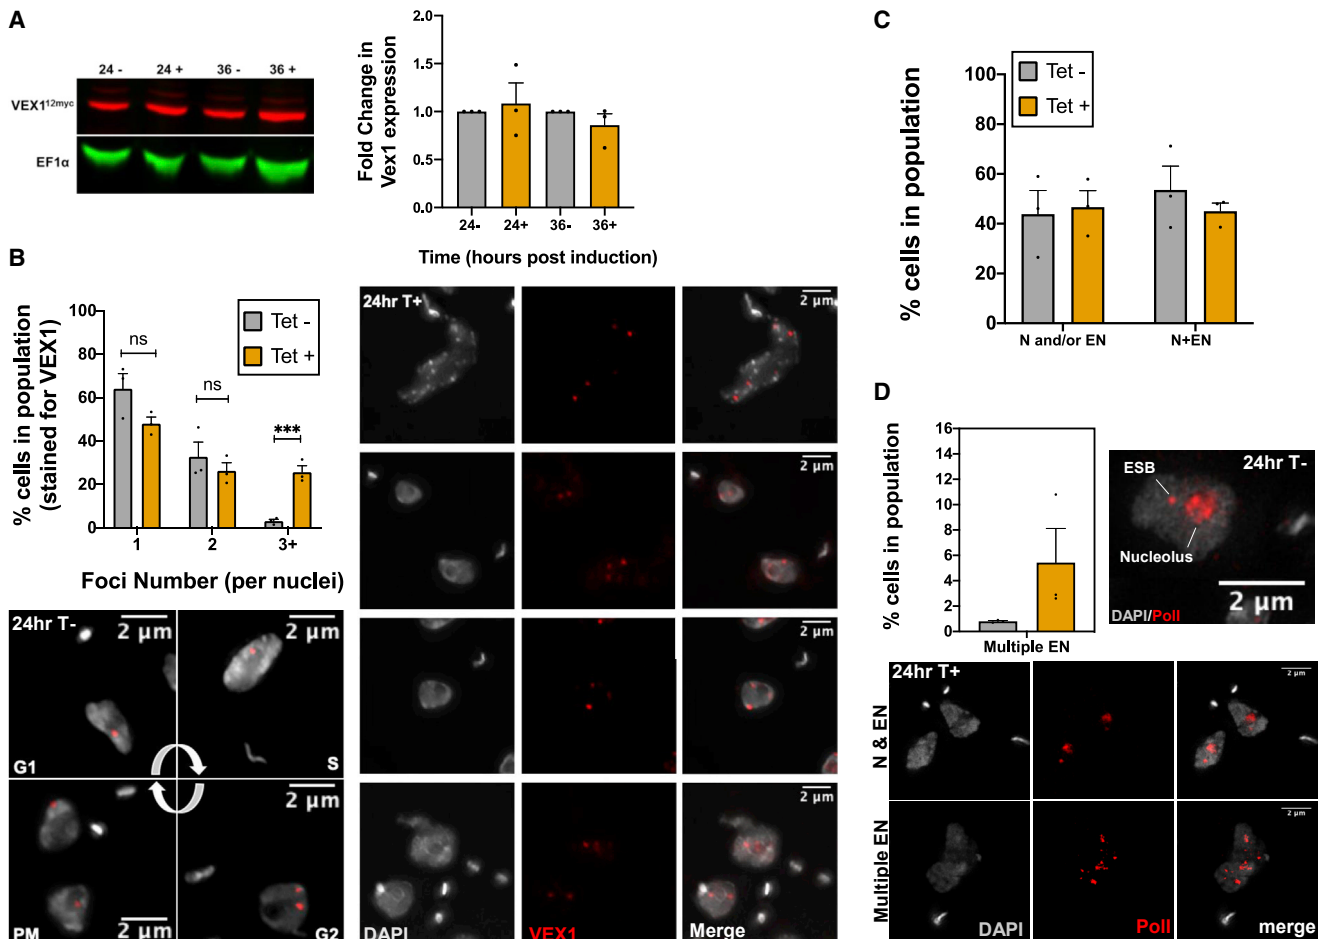 A
24 -
24 +
36 -
36 +
VEX1¹²ᵐʸᶜ
EF1α
Fold Change in
Vex1 expression
2.0
1.5
1.0
0.5
0.0
24-
24+
36-
36+
Time (hours post induction)
B
% cells in population
(stained for VEX1)
100
80
60
40
20
0
Tet -
Tet +
ns
ns
***
1
2
3+
Foci Number (per nuclei)
24hr T-
2 µm
2 µm
G1
S
2 µm
PM
2 µm
G2
24hr T+
2 µm
2 µm
2 µm
2 µm
DAPI
VEX1
Merge
C
% cells in population
100
80
60
40
20
0
Tet -
Tet +
N and/or EN
N+EN
D
% cells in population
16
14
12
10
8
6
4
2
0
Multiple EN
24hr T-
ESB
Nucleolus
2 µm
DAPI/PolI
24hr T+
N & EN
2 µm
Multiple EN
2 µm
DAPI
PolI
merge